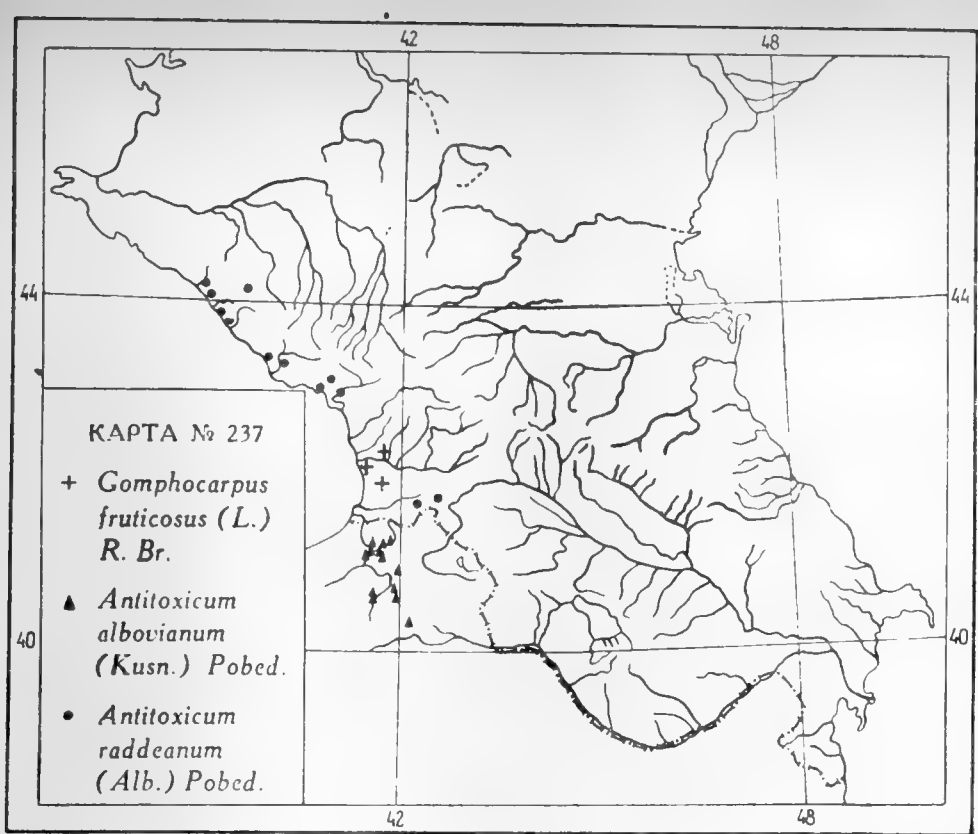 42 48
44 44
КАРТА № 237
+ Gomphocarpus
fruticosus (L.)
R. Br.
▲ Antitoxicum
albovianum
(Kusn.) Pobed.
• Antitoxicum
raddeanum
(Alb.) Pobed.
40 40
42 48